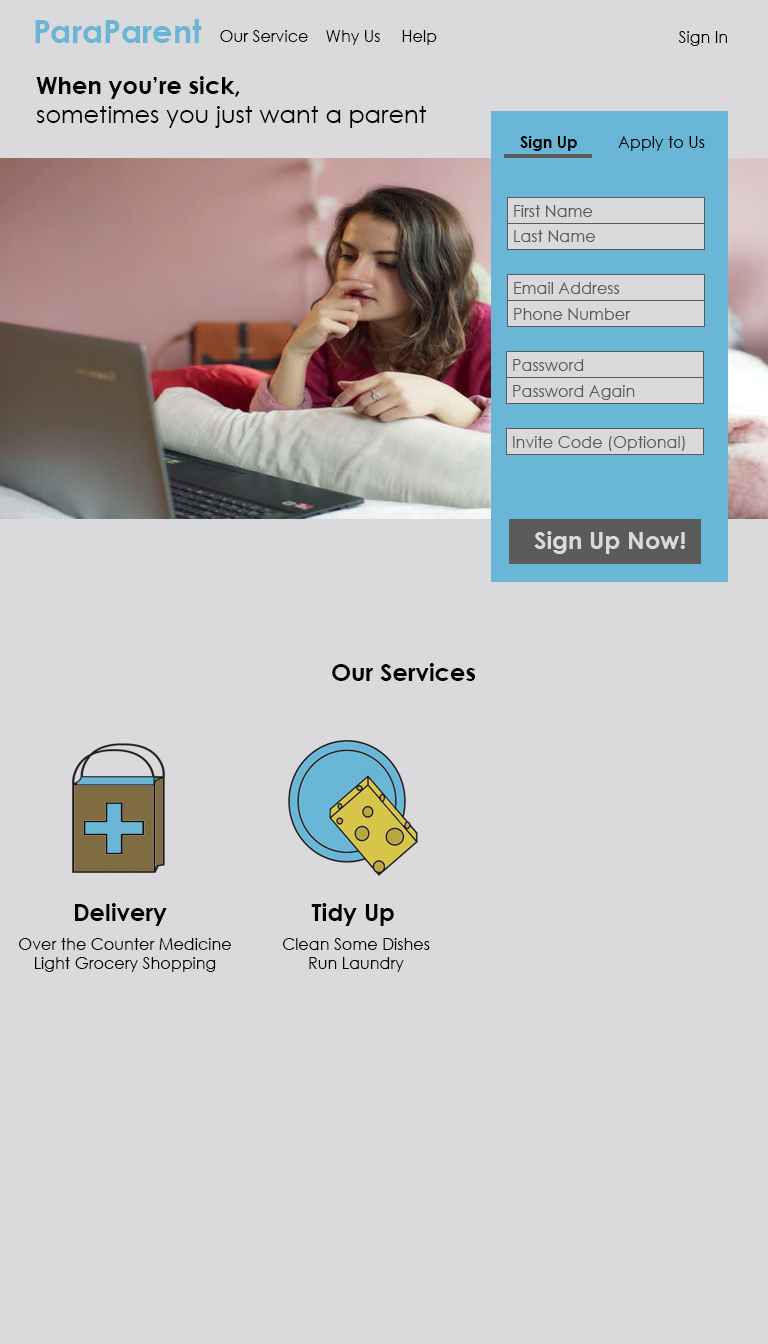 ParaParent
Our Service
Why Us
Help
Sign In
When you're sick,
sometimes you just want a parent
Sign Up
Apply to Us
First Name
Last Name
Email Address
Phone Number
Password
Password Again
Invite Code (Optional)
Sign Up Now!
Our Services
Delivery
Over the Counter Medicine
Light Grocery Shopping
Tidy Up
Clean Some Dishes
Run Laundry